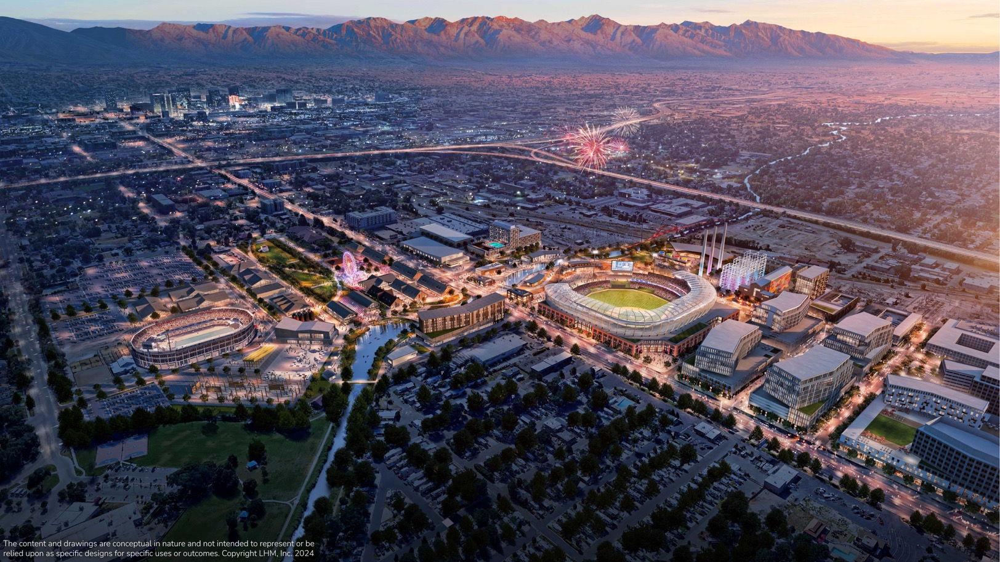 The content and drawings are conceptual in nature and not intended to represent or be
relied upon as specific designs for specific uses or outcomes. Copyright LHM, Inc. 2024